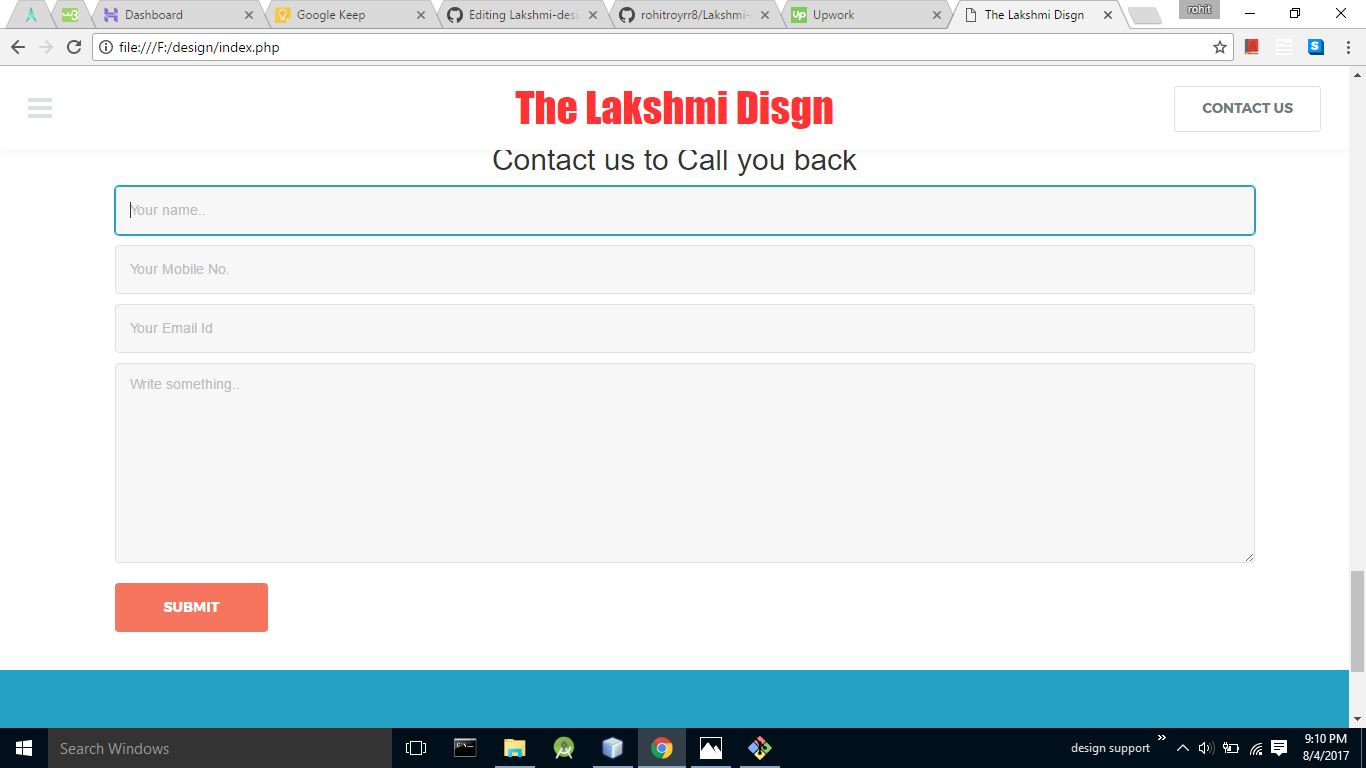 Dashboard
Google Keep
Editing Lakshmi-desi
rohitroyrr8/Lakshmi-
Up
Upwork
The Lakshmi Disgn
rohit
file:///F:/design/index.php
The Lakshmi Disgn
CONTACT US
Contact us to Call you back
Your name..
Your Mobile No.
Your Email Id
Write something..
SUBMIT
Search Windows
design support
9:10 PM
8/4/2017